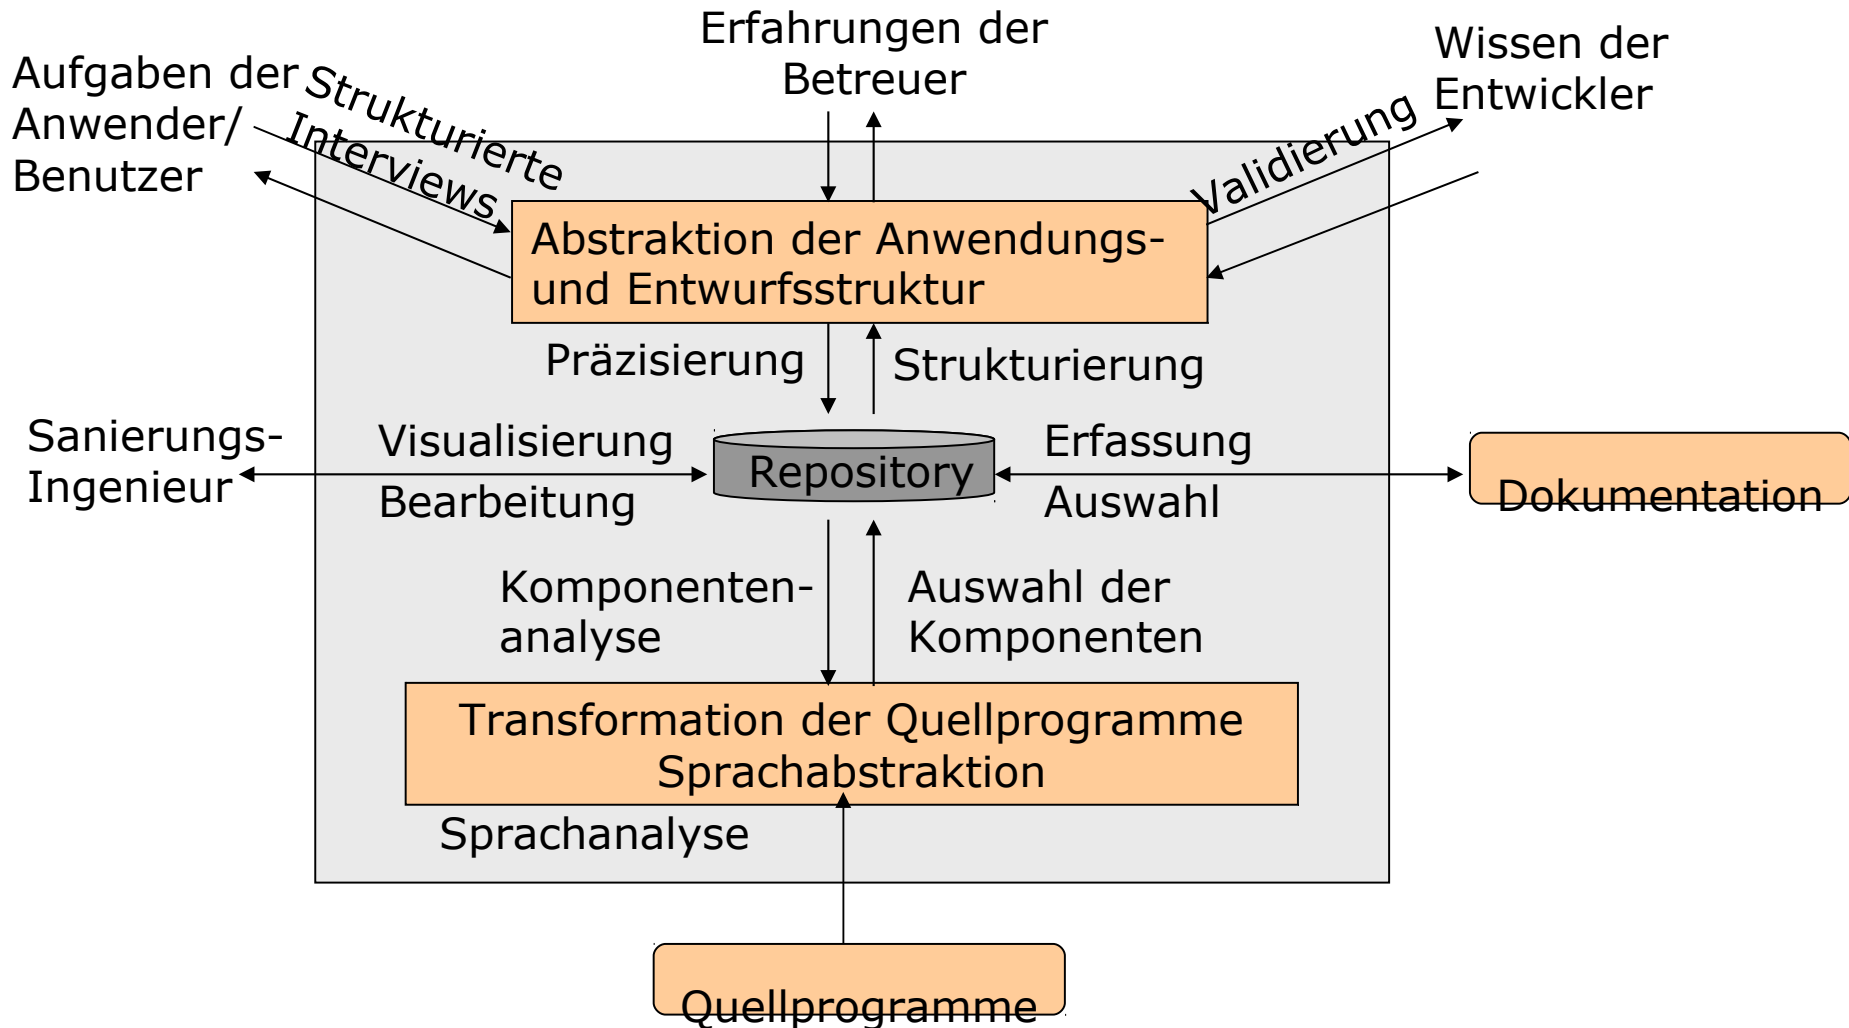 Erfahrungen der
Betreuer
Wissen der
Entwickler
Aufgaben der
Anwender/
Benutzer
Strukturierte
Interviews
Validierung
Abstraktion der Anwendungs-
und Entwurfsstruktur
Präzisierung
Strukturierung
Sanierungs-
Ingenieur
Visualisierung
Bearbeitung
Repository
Erfassung
Auswahl
Dokumentation
Komponenten-
analyse
Auswahl der
Komponenten
Transformation der Quellprogramme
Sprachabstraktion
Sprachanalyse
Quellprogramme